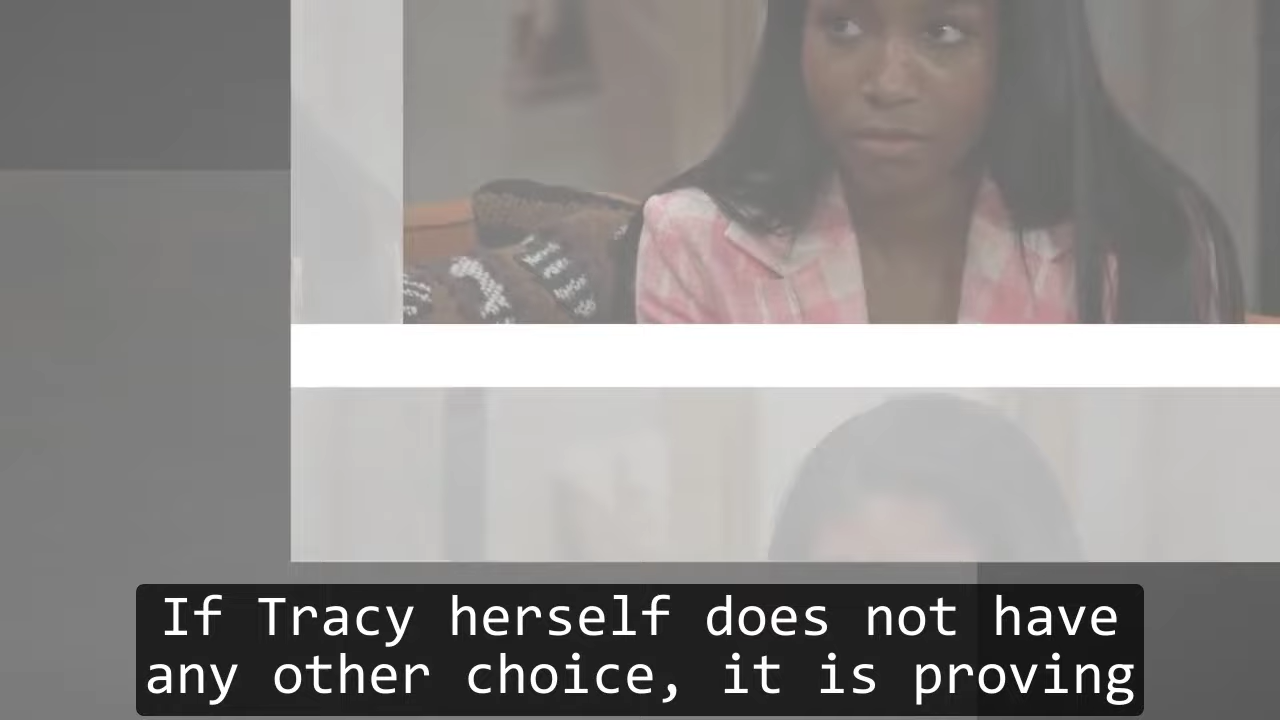 If Tracy herself does not have
any other choice, it is proving